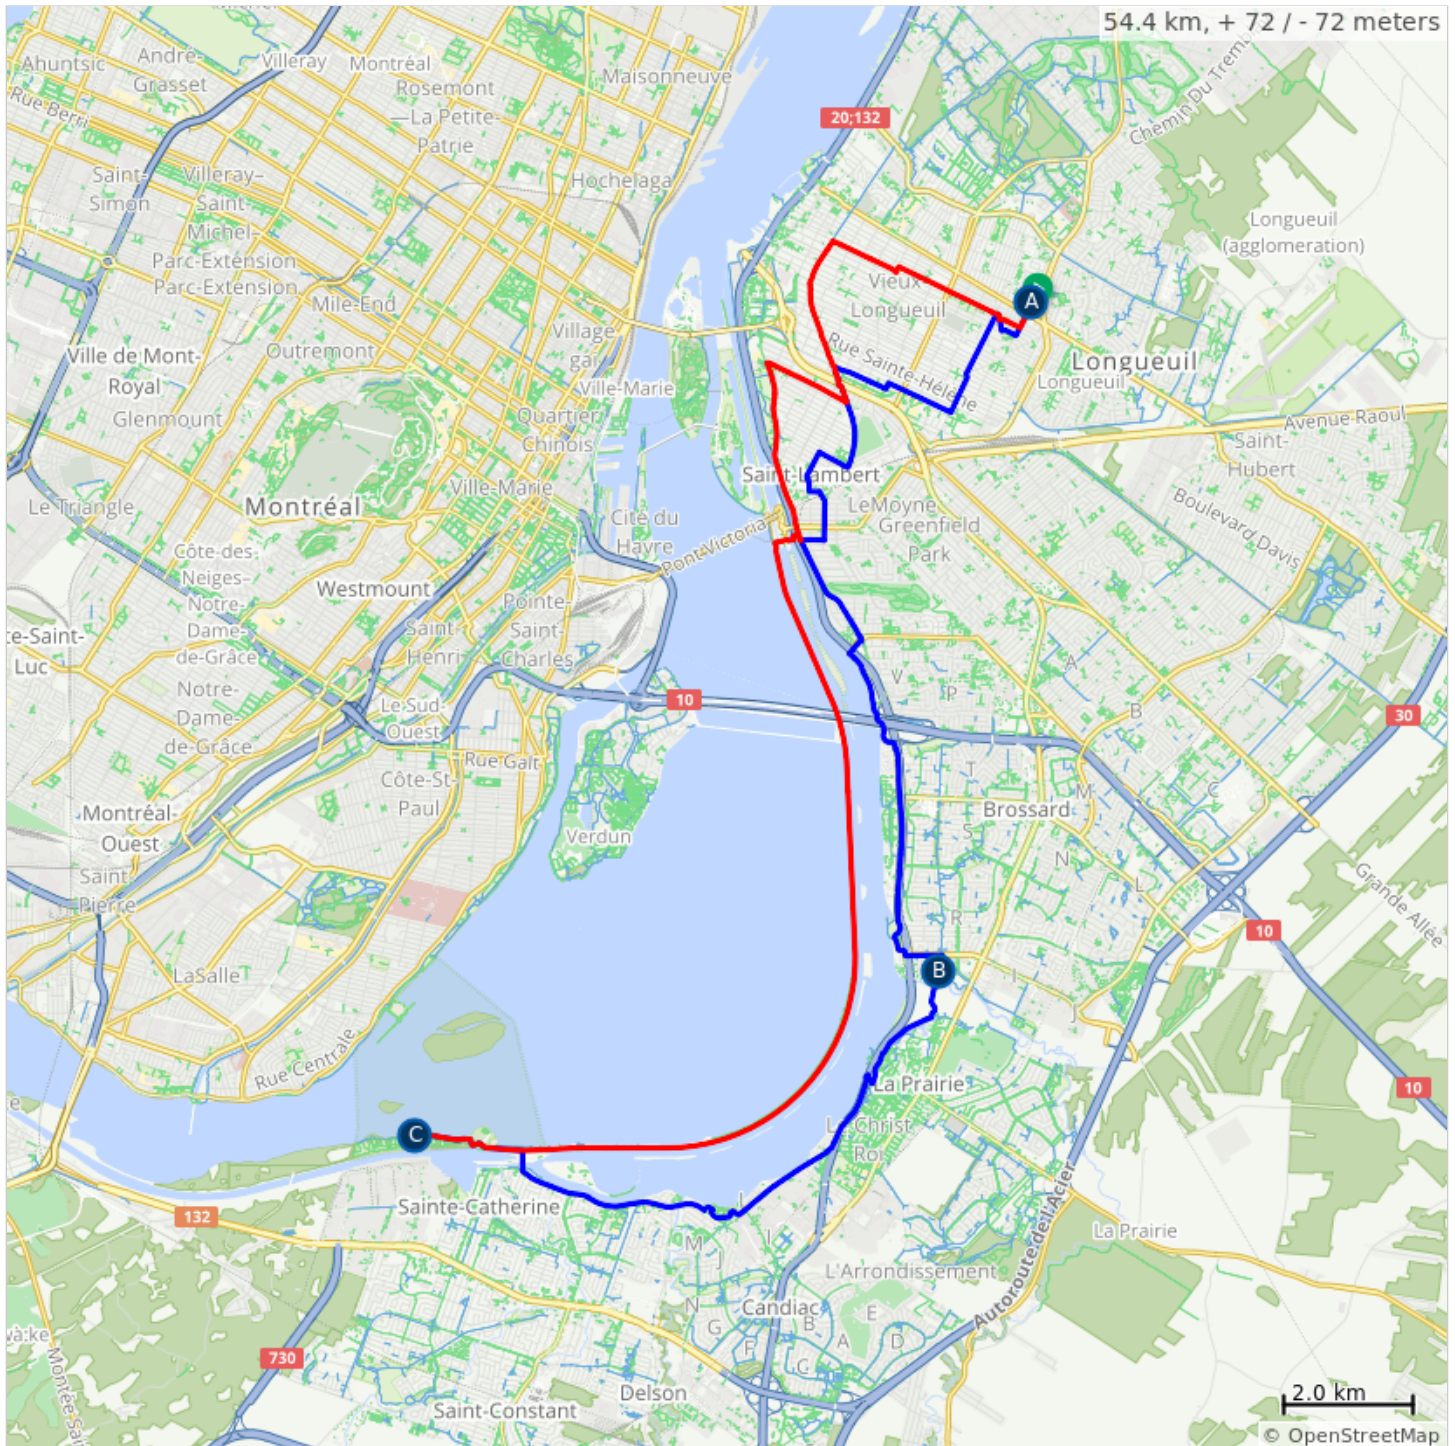 54.4 km, + 72 / - 72 meters
Ahuntsic
André-
Grasset
Villeray
Montréal
Rosemont
—La Petite-
Patrie
Maisonneuve
Rue Berri
20;132
Saint-
Simon
Villeray–
Saint-
Michel–
Parc-Extension
Parc-Extension
Hochelaga
Longueuil
(agglomeration)
Mile-End
Vieux-
Longueuil
A
Village
gai
Ville de Mont-
Royal
Outremont
Ville-Marie
Rue Sainte-Hélène
Longueuil
Longueuil
Glenmount
Quartier
Chinois
Avenue Raoul
Saint-
Hubert
Le Triangle
Montréal
Ville-Marie
Cité du
Havre
Saint-Lambert
LeMoyne
Greenfield
Park
Boulevard Davis
Pont Victoria
Côte-des-
Neiges–
Notre-
Dame-
de-Grâce
Westmount
Pointe-
Saint-
Charles
Saint-
Henri
te-Saint-
Luc
Notre-
Dame-
de-Grâce
Le Sud-
Ouest
10
V
P
A
B
30
Rue Galt
Côte-St-
Paul
T
M
C
Brossard
S
N
L
Montréal-
Ouest
Verdun
Saint-
Pierre
Grande Allée
R
10
LaSalle
B
I
J
Rue Centrale
La Prairie
10
Le Christ
Roi
C
Sainte-Catherine
132
La Prairie
M
J
I
L'Arrondissement
Autoroute de l'Acier
Candiac
N
G
B
E
A
D
F
C
730
Delson
Saint-Constant
2.0 km
© OpenStreetMap